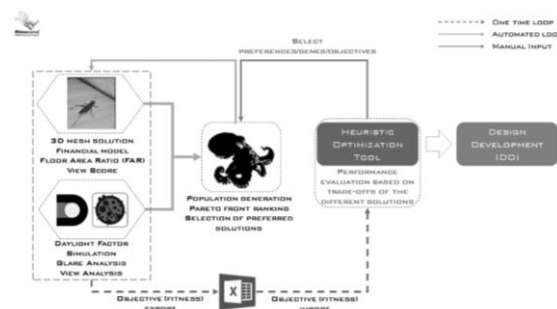 One time loop
Automated loo
Manual Input
Select
preferences/genes/objectives
3D mesh solution
Financial model
Floor Area Ratio (FAR)
View Score
Heuristic
Optimization
Tool
Design
Development
(DD)
Performance
evaluation based on
trade-offs of the
different solutions
Population generation
Pareto front ranking
Selection of preferred
solutions
Daylight Factor
Simulation
Glare Analysis
View Analysis
X
Objective (fitness)
Objective (fitness)